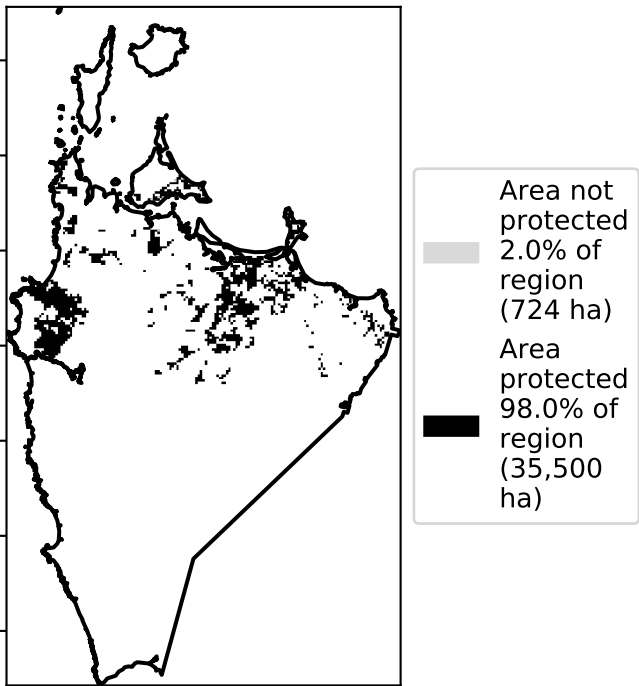 Area not
protected
2.0% of
region
(724 ha)
Area
protected
98.0% of
region
(35,500
ha)